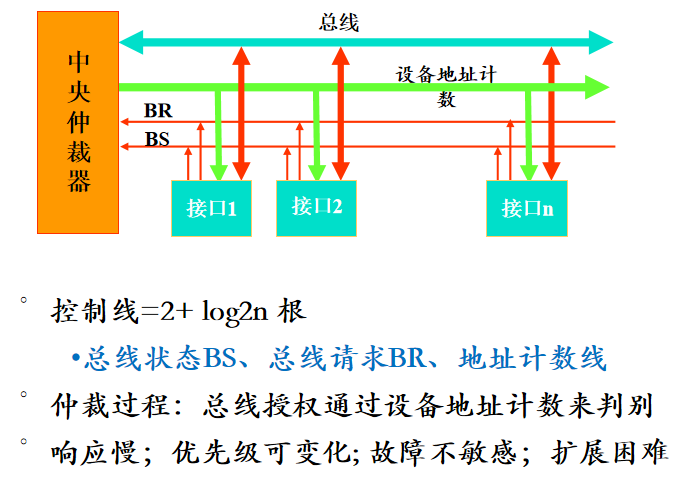 总线
中央仲裁器
设备地址计
数
BR
BS
接口1
接口2
接口n
° 控制线=2+ log2n 根
•总线状态BS、总线请求BR、地址计数线
° 仲裁过程：总线授权通过设备地址计数来判别
° 响应慢；优先级可变化; 故障不敏感；扩展困难